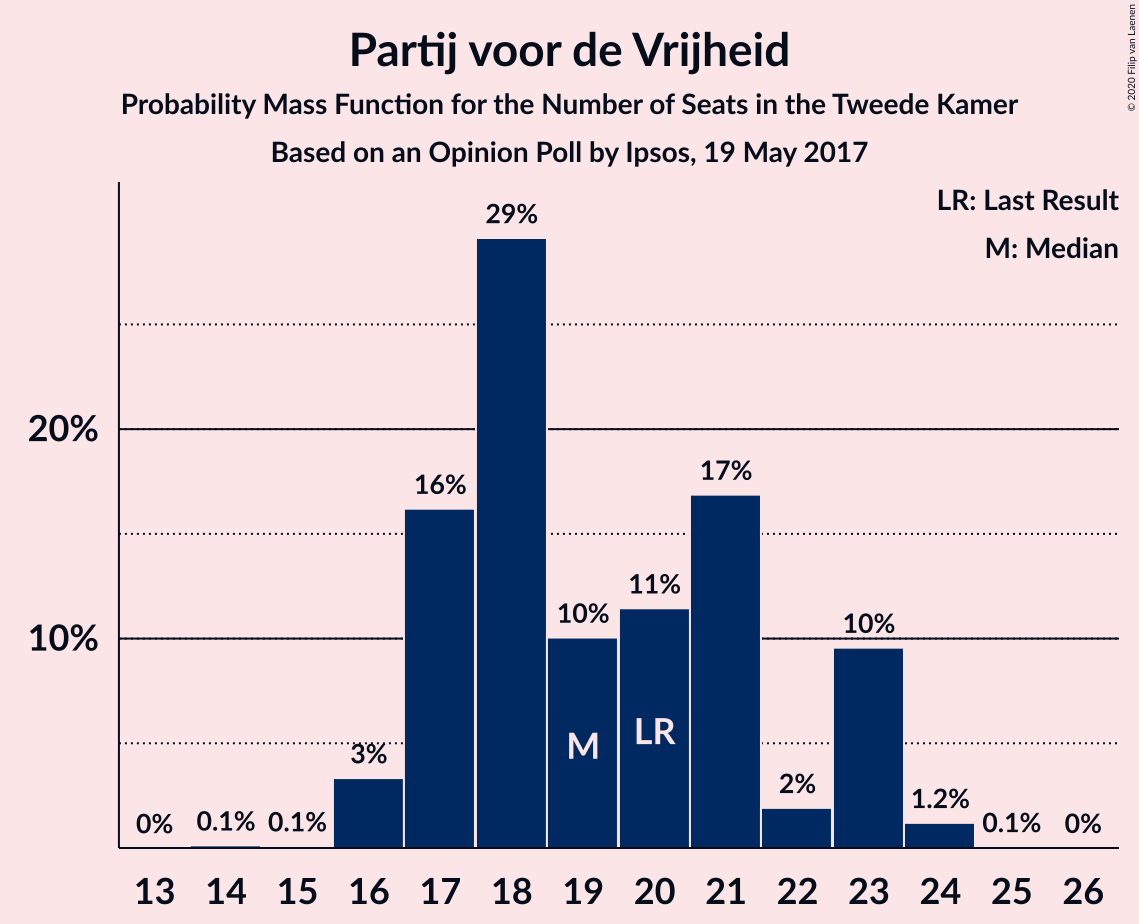 Partij voor de Vrijheid
Probability Mass Function for the Number of Seats in the Tweede Kamer
Based on an Opinion Poll by Ipsos, 19 May 2017
© 2020 Filip van Laenen
LR: Last Result
M: Median
20%
10%
0%
0.1%
0.1%
3%
16%
29%
10%
11%
17%
2%
10%
1.2%
0.1%
0%
M
LR
13 14 15 16 17 18 19 20 21 22 23 24 25 26